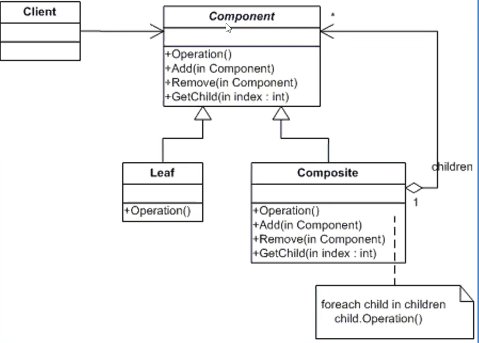 Client
Component
*
+Operation()
+Add(in Component)
+Remove(in Component)
+GetChild(in index : int)
Leaf
+Operation()
Composite
children
1
+Operation()
+Add(in Component)
+Remove(in Component)
+GetChild(in index : int)
foreach child in children
child.Operation()